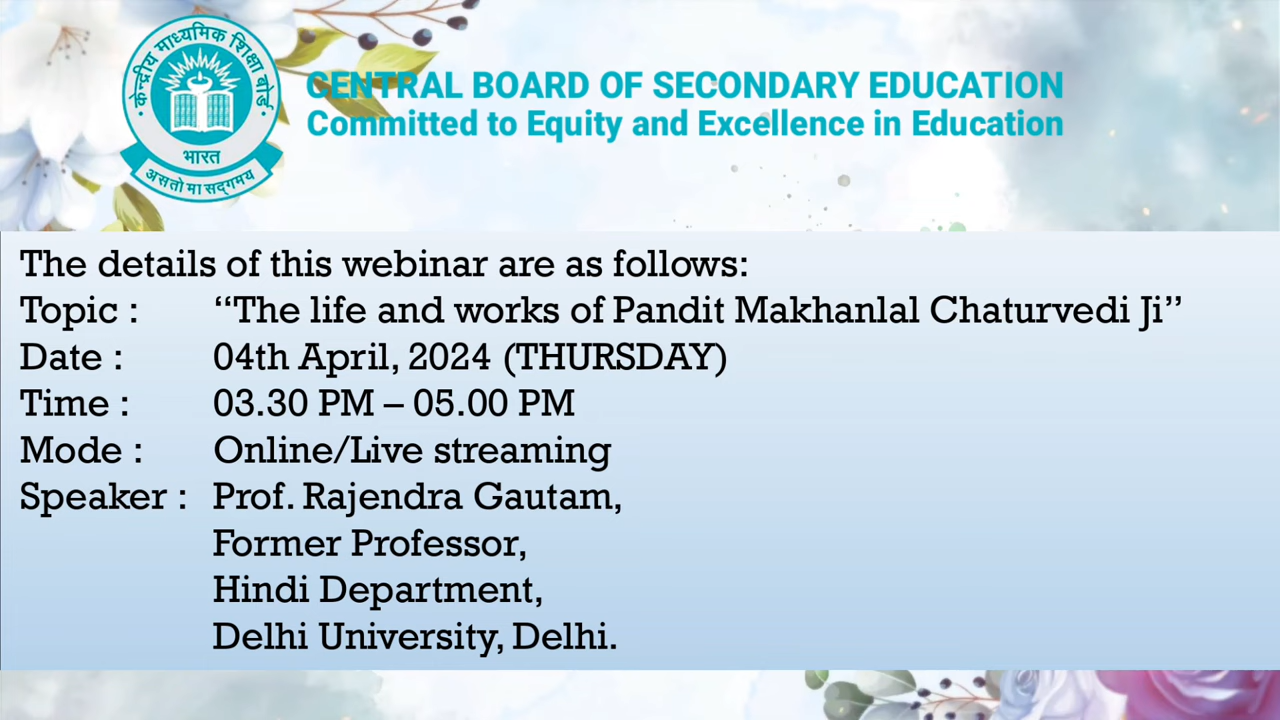 केन्द्रीय माध्यमिक शिक्षा बोर्ड
भारत
असतो मा सद्गमय
CENTRAL BOARD OF SECONDARY EDUCATION
Committed to Equity and Excellence in Education
The details of this webinar are as follows:
Topic : “The life and works of Pandit Makhanlal Chaturvedi Ji”
Date : 04th April, 2024 (THURSDAY)
Time : 03.30 PM – 05.00 PM
Mode : Online/Live streaming
Speaker : Prof. Rajendra Gautam,
Former Professor,
Hindi Department,
Delhi University, Delhi.